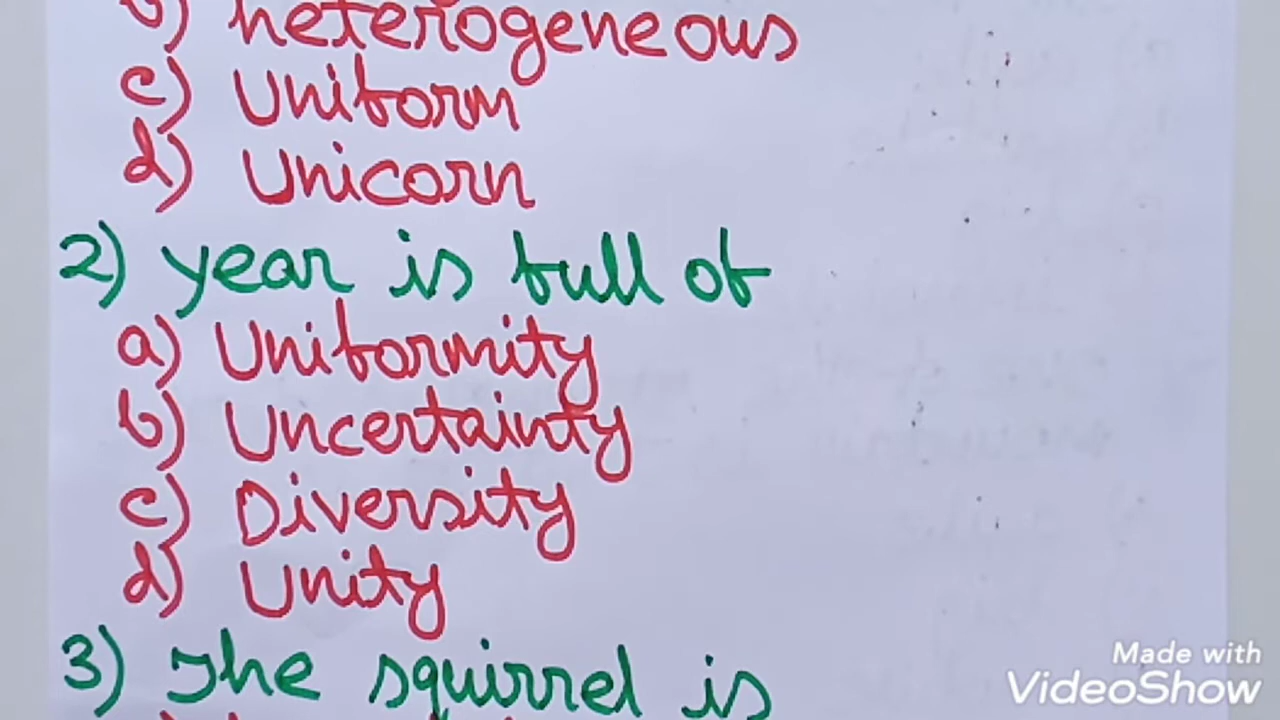 b) heterogeneous
c) Uniform
d) Unicorn
2) year is full of
a) Uniformity
b) Uncertainty
c) Diversity
d) Unity
3) The squirrel is
Made with
VideoShow